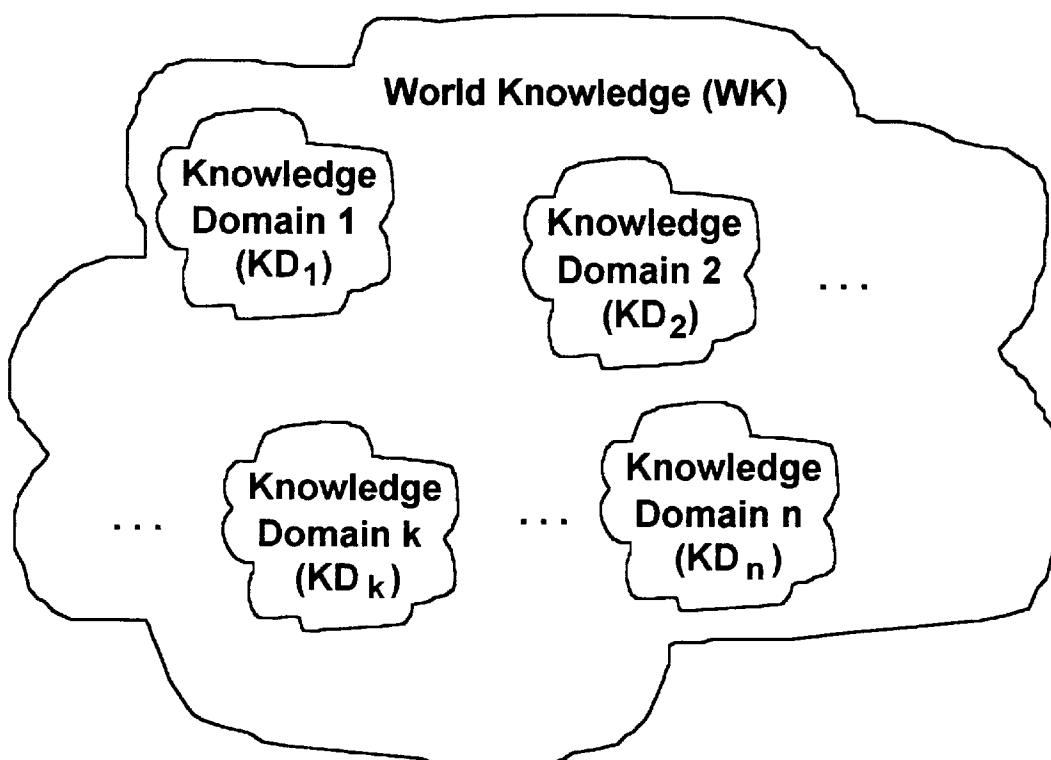 World Knowledge (WK)
Knowledge
Domain 1
(KD₁)
Knowledge
Domain 2
(KD₂)
. . .
. . .
Knowledge
Domain k
(KDₖ)
. . .
Knowledge
Domain n
(KDₙ)